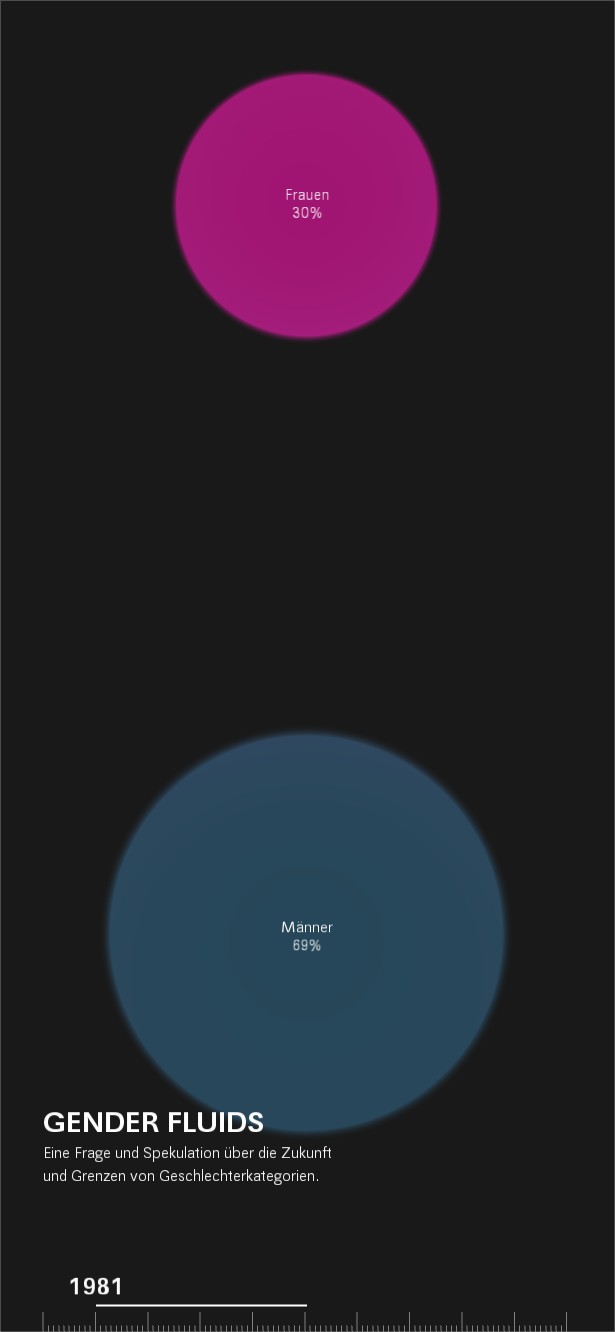 Frauen
30%
Männer
69%
GENDER FLUIDS
Eine Frage und Spekulation über die Zukunft
und Grenzen von Geschlechterkategorien.
1981